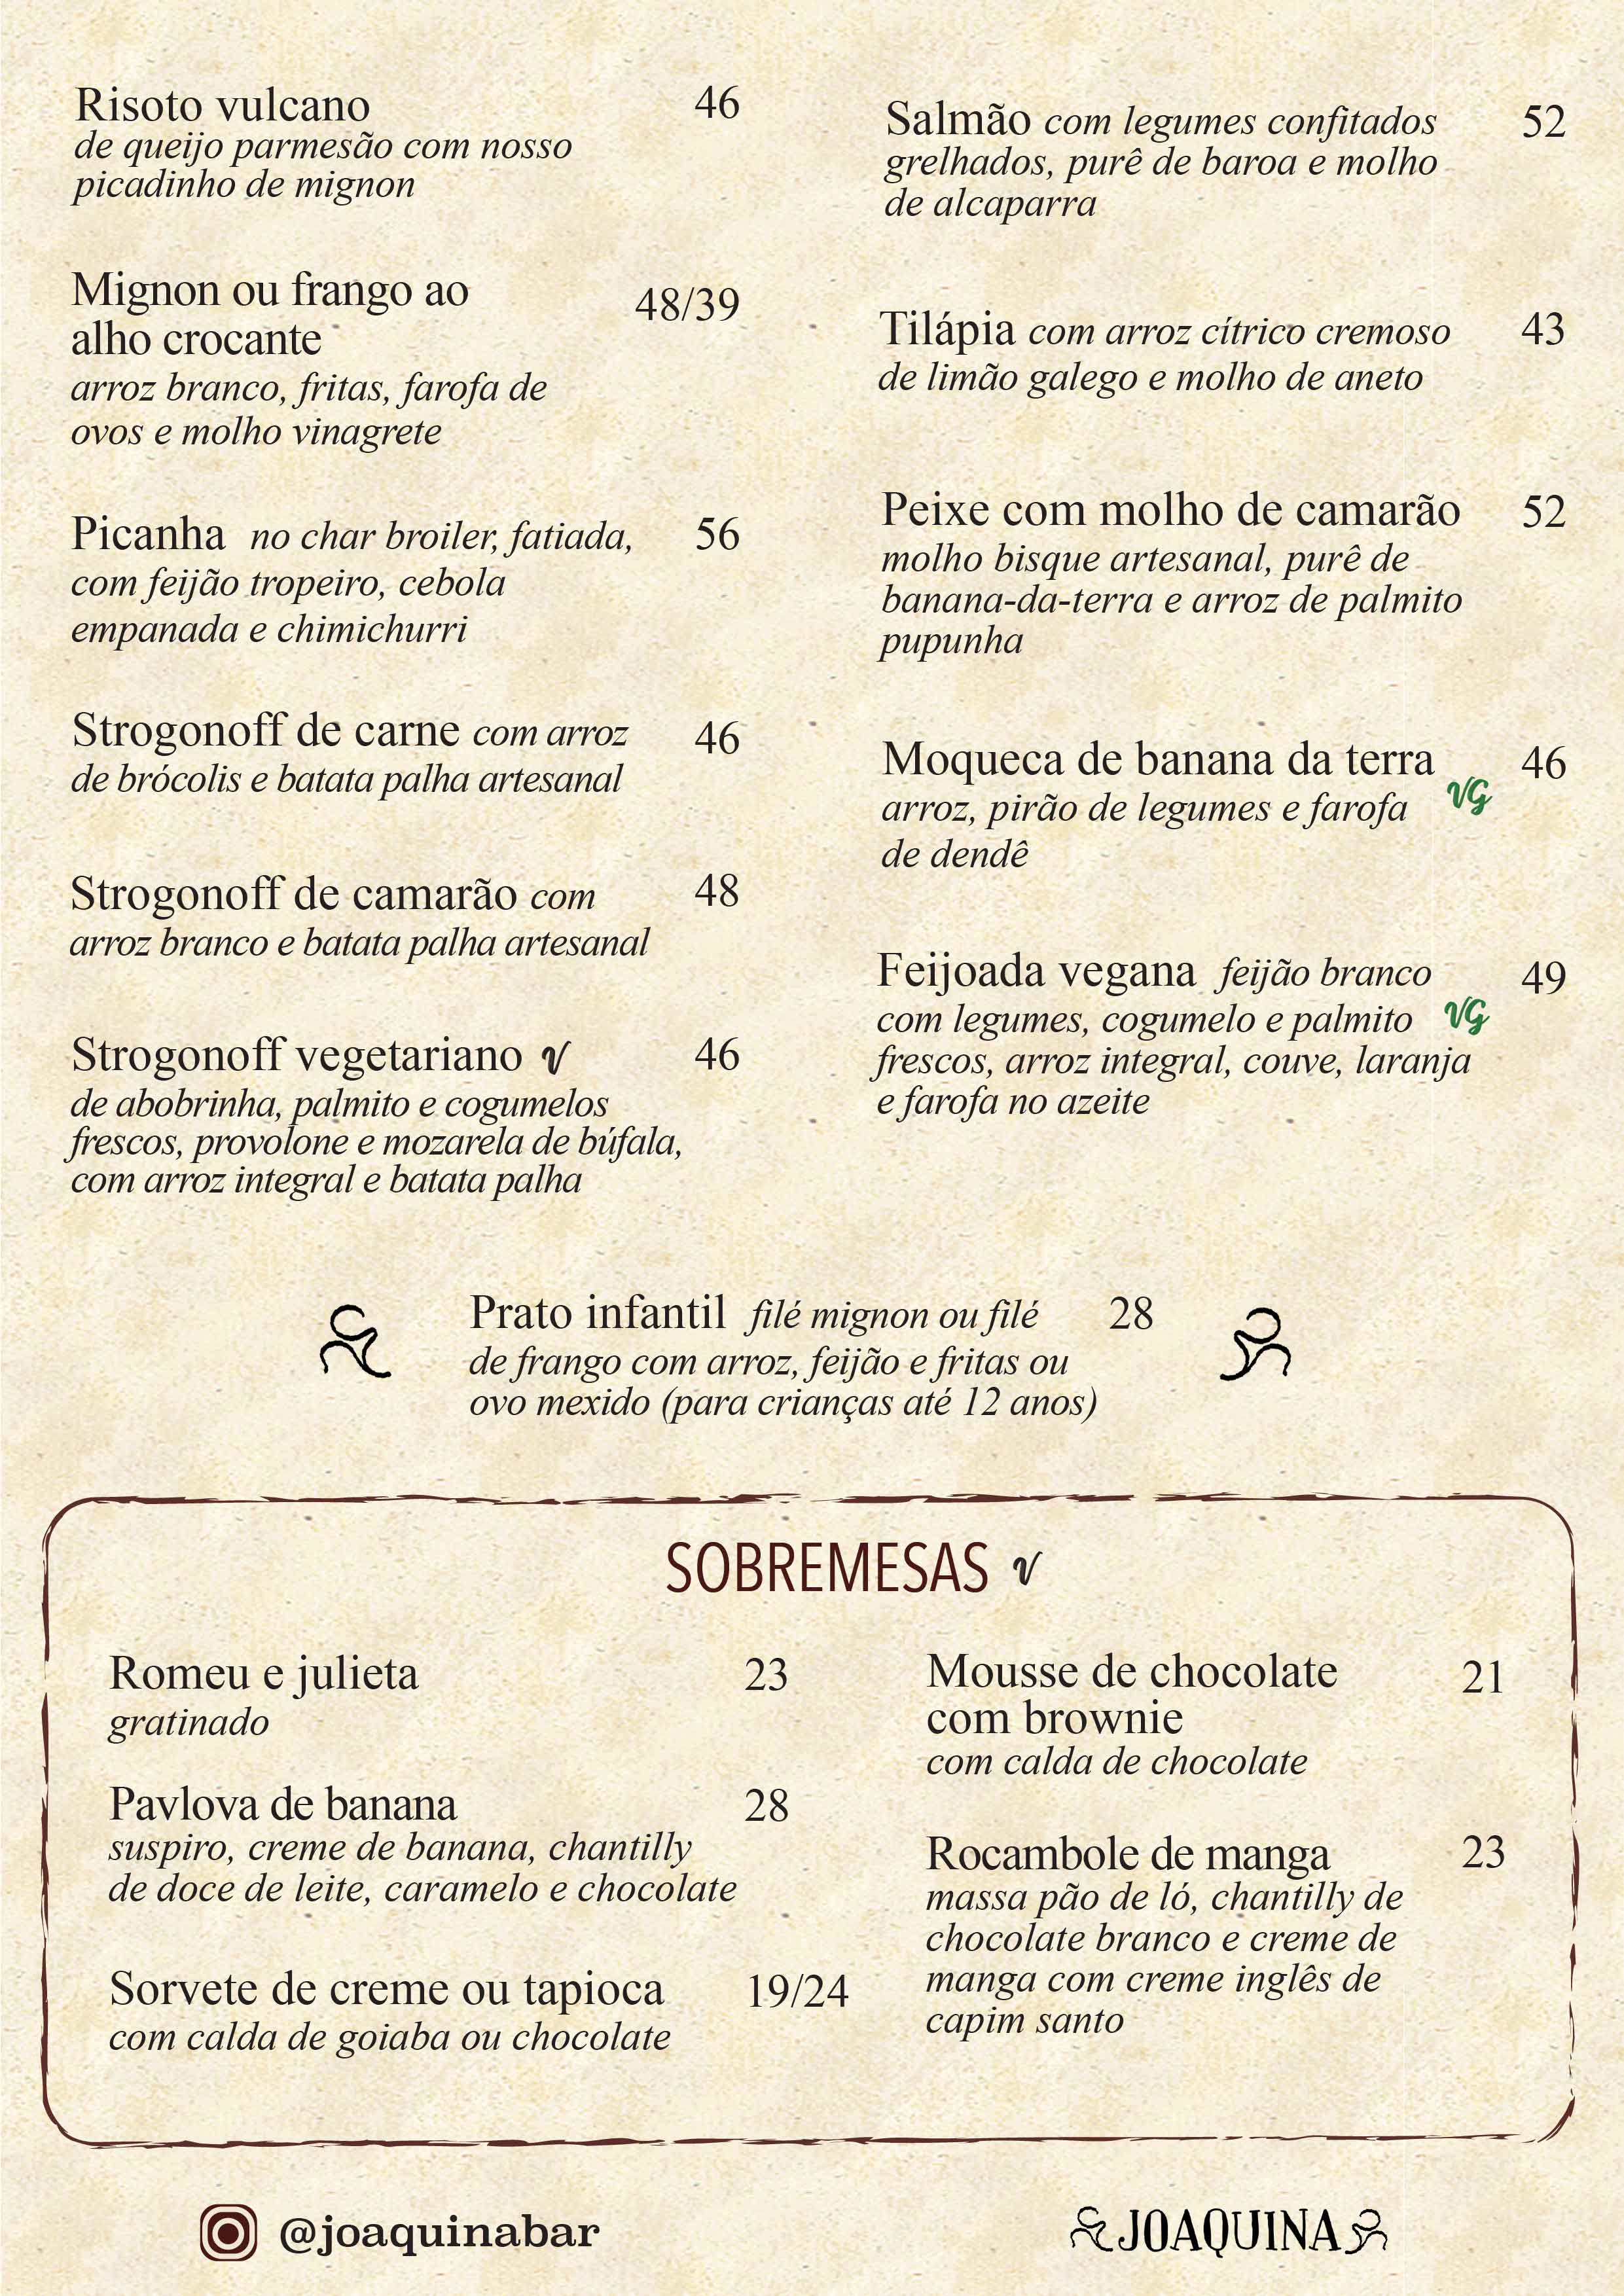 Risoto vulcano 46
de queijo parmesão com nosso
picadinho de mignon
Mignon ou frango ao 48/39
alho crocante
arroz branco, fritas, farofa de
ovos e molho vinagrete
Picanha no char broiler, fatiada, 56
com feijão tropeiro, cebola
empanada e chimichurri
Strogonoff de carne com arroz 46
de brócolis e batata palha artesanal
Strogonoff de camarão com 48
arroz branco e batata palha artesanal
Strogonoff vegetariano V 46
de abobrinha, palmito e cogumelos
frescos, provolone e mozarela de búfala,
com arroz integral e batata palha
Salmão com legumes confitados 52
grelhados, purê de baroa e molho
de alcaparra
Tilápia com arroz cítrico cremoso 43
de limão galego e molho de aneto
Peixe com molho de camarão 52
molho bisque artesanal, purê de
banana-da-terra e arroz de palmito
pupunha
Moqueca de banana da terra 46
arroz, pirão de legumes e farofa VG
de dendê
Feijoada vegana feijão branco 49
com legumes, cogumelo e palmito VG
frescos, arroz integral, couve, laranja
e farofa no azeite
Prato infantil filé mignon ou filé 28
de frango com arroz, feijão e fritas ou
ovo mexido (para crianças até 12 anos)
SOBREMESAS V
Romeu e julieta 23
gratinado
Pavlova de banana 28
suspiro, creme de banana, chantilly
de doce de leite, caramelo e chocolate
Sorvete de creme ou tapioca 19/24
com calda de goiaba ou chocolate
Mousse de chocolate 21
com brownie
com calda de chocolate
Rocambole de manga 23
massa pão de ló, chantilly de
chocolate branco e creme de
manga com creme inglês de
capim santo
@joaquinabar
JOAQUINA